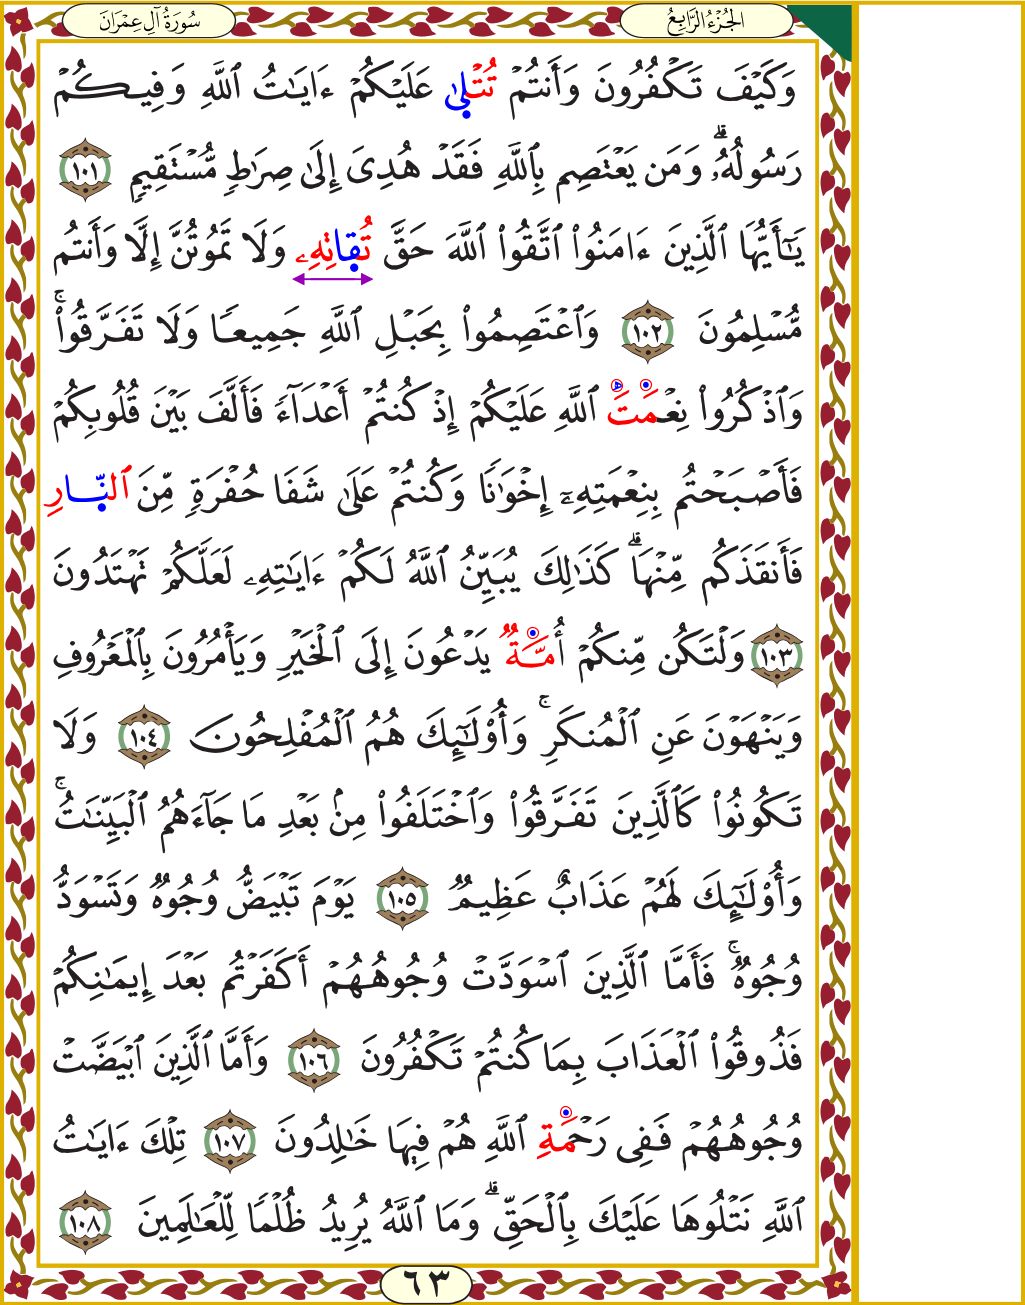 الجُزْءُ الرَّابِعُ
سُورَةُ آلِ عِمْرَان
وَكَيْفَ تَكْفُرُونَ وَأَنتُمْ تُتْلَىٰ عَلَيْكُمْ ءَايَـٰتُ ٱللَّهِ وَفِيكُمْ
رَسُولُهُۥۗ وَمَن يَعْتَصِم بِٱللَّهِ فَقَدْ هُدِىَ إِلَىٰ صِرَٰطٍ مُّسْتَقِيمٍ ١٠١
يَـٰٓأَيُّهَا ٱلَّذِينَ ءَامَنُوا۟ ٱتَّقُوا۟ ٱللَّهَ حَقَّ تُقَاتِهِۦ وَلَا تَمُوتُنَّ إِلَّا وَأَنتُم
مُّسْلِمُونَ ١٠٢ وَٱعْتَصِمُوا۟ بِحَبْلِ ٱللَّهِ جَمِيعًا وَلَا تَفَرَّقُوا۟ۚ
وَٱذْكُرُوا۟ نِعْمَتَ ٱللَّهِ عَلَيْكُمْ إِذْ كُنتُمْ أَعْدَآءً فَأَلَّفَ بَيْنَ قُلُوبِكُمْ
فَأَصْبَحْتُم بِنِعْمَتِهِۦٓ إِخْوَٰنًا وَكُنتُمْ عَلَىٰ شَفَا حُفْرَةٍ مِّنَ ٱلنَّارِ
فَأَنقَذَكُم مِّنْهَاۗ كَذَٰلِكَ يُبَيِّنُ ٱللَّهُ لَكُمْ ءَايَـٰتِهِۦ لَعَلَّكُمْ تَهْتَدُونَ
١٠٣ وَلْتَكُن مِّنكُمْ أُمَّةٌ يَدْعُونَ إِلَى ٱلْخَيْرِ وَيَأْمُرُونَ بِٱلْمَعْرُوفِ
وَيَنْهَوْنَ عَنِ ٱلْمُنكَرِۚ وَأُو۟لَـٰٓئِكَ هُمُ ٱلْمُفْلِحُونَ ١٠٤ وَلَا
تَكُونُوا۟ كَٱلَّذِينَ تَفَرَّقُوا۟ وَٱخْتَلَفُوا۟ مِنۢ بَعْدِ مَا جَآءَهُمُ ٱلْبَيِّنَـٰتُۚ
وَأُو۟لَـٰٓئِكَ لَهُمْ عَذَابٌ عَظِيمٌ ١٠٥ يَوْمَ تَبْيَضُّ وُجُوهٌ وَتَسْوَدُّ
وُجُوهٌۚ فَأَمَّا ٱلَّذِينَ ٱسْوَدَّتْ وُجُوهُهُمْ أَكَفَرْتُم بَعْدَ إِيمَـٰنِكُمْ
فَذُوقُوا۟ ٱلْعَذَابَ بِمَا كُنتُمْ تَكْفُرُونَ ١٠٦ وَأَمَّا ٱلَّذِينَ ٱبْيَضَّتْ
وُجُوهُهُمْ فَفِى رَحْمَةِ ٱللَّهِ هُمْ فِيهَا خَـٰلِدُونَ ١٠٧ تِلْكَ ءَايَـٰتُ
ٱللَّهِ نَتْلُوهَا عَلَيْكَ بِٱلْحَقِّۗ وَمَا ٱللَّهُ يُرِيدُ ظُلْمًا لِّلْعَـٰلَمِينَ ١٠٨
٦٣